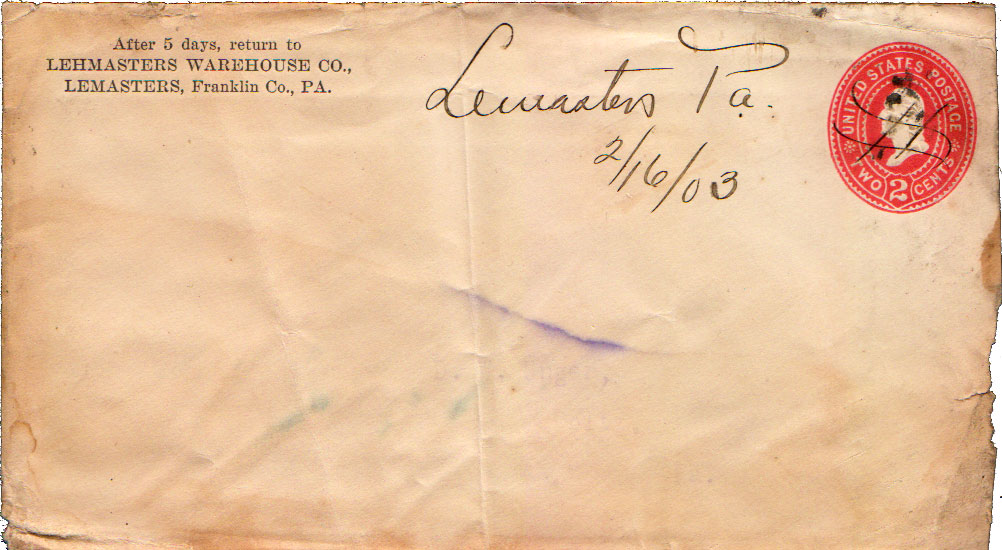 After 5 days, return to
LEHMASTERS WAREHOUSE CO.,
LEMASTERS, Franklin Co., PA.
Lemasters Pa.
2/16/03
UNITED STATES POSTAGE
TWO 2 CENTS